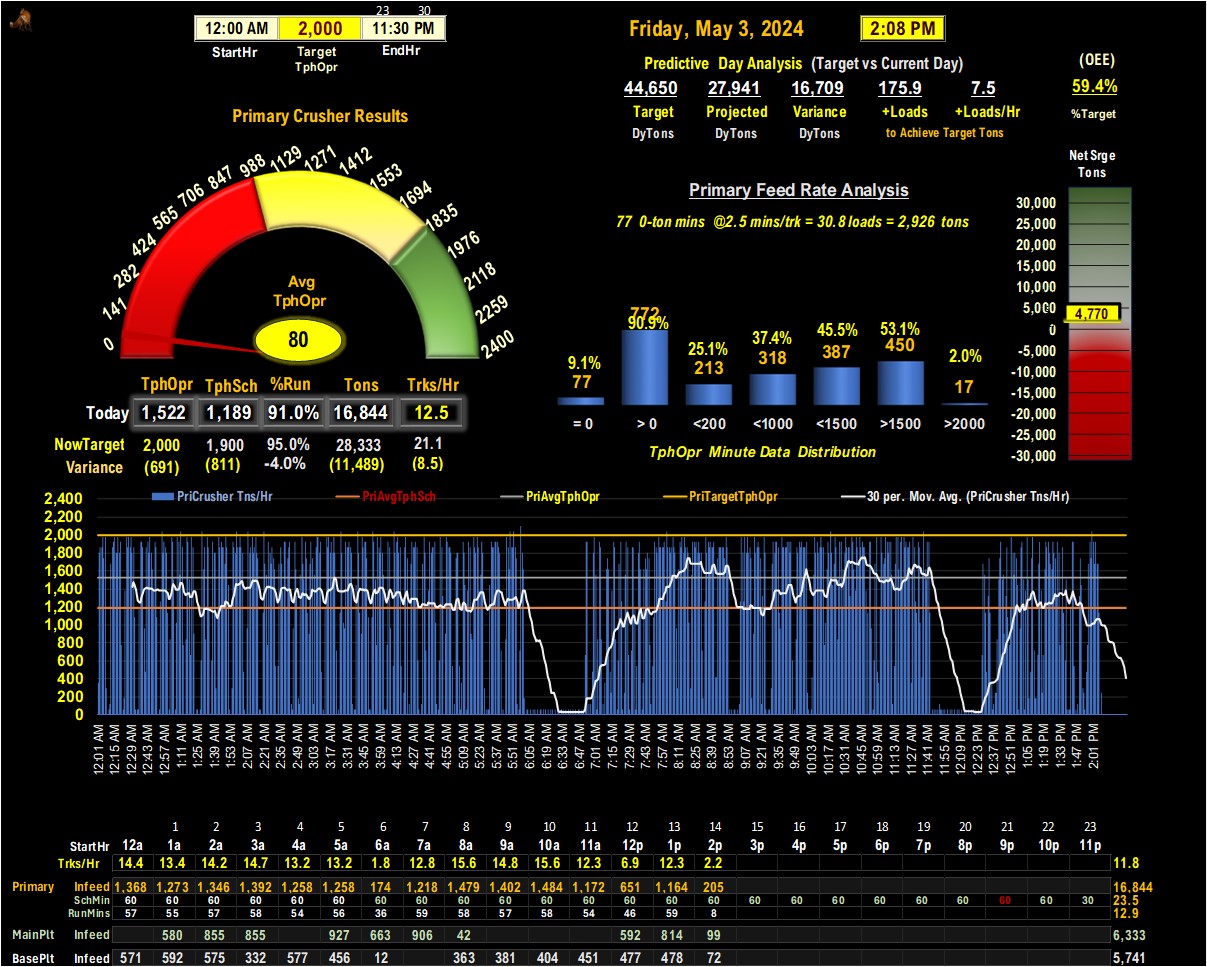 23 30
12:00 AM 2,000 11:30 PM
StartHr Target TphOpr EndHr
Friday, May 3, 2024 2:08 PM
Predictive Day Analysis (Target vs Current Day)
44,650 27,941 16,709 175.9 7.5
Target Projected Variance +Loads +Loads/Hr
DyTons DyTons DyTons to Achieve Target Tons
(OEE)
59.4%
%Target
Primary Crusher Results
0 141 282 424 565 706 847 988 1129 1271 1412 1553 1694 1835 1976 2118 2259 2400
Avg
TphOpr
80
TphOpr TphSch %Run Tons Trks/Hr
Today 1,522 1,189 91.0% 16,844 12.5
NowTarget 2,000 1,900 95.0% 28,333 21.1
Variance (691) (811) -4.0% (11,489) (8.5)
Primary Feed Rate Analysis
77 0-ton mins @2.5 mins/trk = 30.8 loads = 2,926 tons
9.1% 90.9% 25.1% 37.4% 45.5% 53.1% 2.0%
77 772 213 318 387 450 17
= 0 > 0 <200 <1000 <1500 >1500 >2000
TphOpr Minute Data Distribution
Net Srge
Tons
30,000
25,000
20,000
15,000
10,000
5,000
4,770
0
-5,000
-10,000
-15,000
-20,000
-25,000
-30,000
PriCrusher Tns/Hr PriAvgTphSch PriAvgTphOpr PriTargetTphOpr 30 per. Mov. Avg. (PriCrusher Tns/Hr)
2,400
2,200
2,000
1,800
1,600
1,400
1,200
1,000
800
600
400
200
0
12:01 AM 12:15 AM 12:29 AM 12:43 AM 12:57 AM 1:11 AM 1:25 AM 1:39 AM 1:53 AM 2:07 AM 2:21 AM 2:35 AM 2:49 AM 3:03 AM 3:17 AM 3:31 AM 3:45 AM 3:59 AM 4:13 AM 4:27 AM 4:41 AM 4:55 AM 5:09 AM 5:23 AM 5:37 AM 5:51 AM 6:05 AM 6:19 AM 6:33 AM 6:47 AM 7:01 AM 7:15 AM 7:29 AM 7:43 AM 7:57 AM 8:11 AM 8:25 AM 8:39 AM 8:53 AM 9:07 AM 9:21 AM 9:35 AM 9:49 AM 10:03 AM 10:17 AM 10:31 AM 10:45 AM 10:59 AM 11:13 AM 11:27 AM 11:41 AM 11:55 AM 12:09 PM 12:23 PM 12:37 PM 12:51 PM 1:05 PM 1:19 PM 1:33 PM 1:47 PM 2:01 PM
1 2 3 4 5 6 7 8 9 10 11 12 13 14 15 16 17 18 19 20 21 22 23
StartHr 12a 1a 2a 3a 4a 5a 6a 7a 8a 9a 10a 11a 12p 1p 2p 3p 4p 5p 6p 7p 8p 9p 10p 11p
Trks/Hr 14.4 13.4 14.2 14.7 13.2 13.2 1.8 12.8 15.6 14.8 15.6 12.3 6.9 12.3 2.2 11.8
Primary Infeed 1,368 1,273 1,346 1,392 1,258 1,258 174 1,218 1,479 1,402 1,484 1,172 651 1,164 205 16,844
SchMin 60 60 60 60 60 60 60 60 60 60 60 60 60 60 60 60 60 60 60 60 60 60 60 30 23.5
RunMins 57 55 57 58 54 56 36 59 58 57 58 54 46 59 8 12.9
MainPlt Infeed 580 855 855 927 663 906 42 592 814 99 6,333
BasePlt Infeed 571 592 575 332 577 456 12 363 381 404 451 477 478 72 5,741